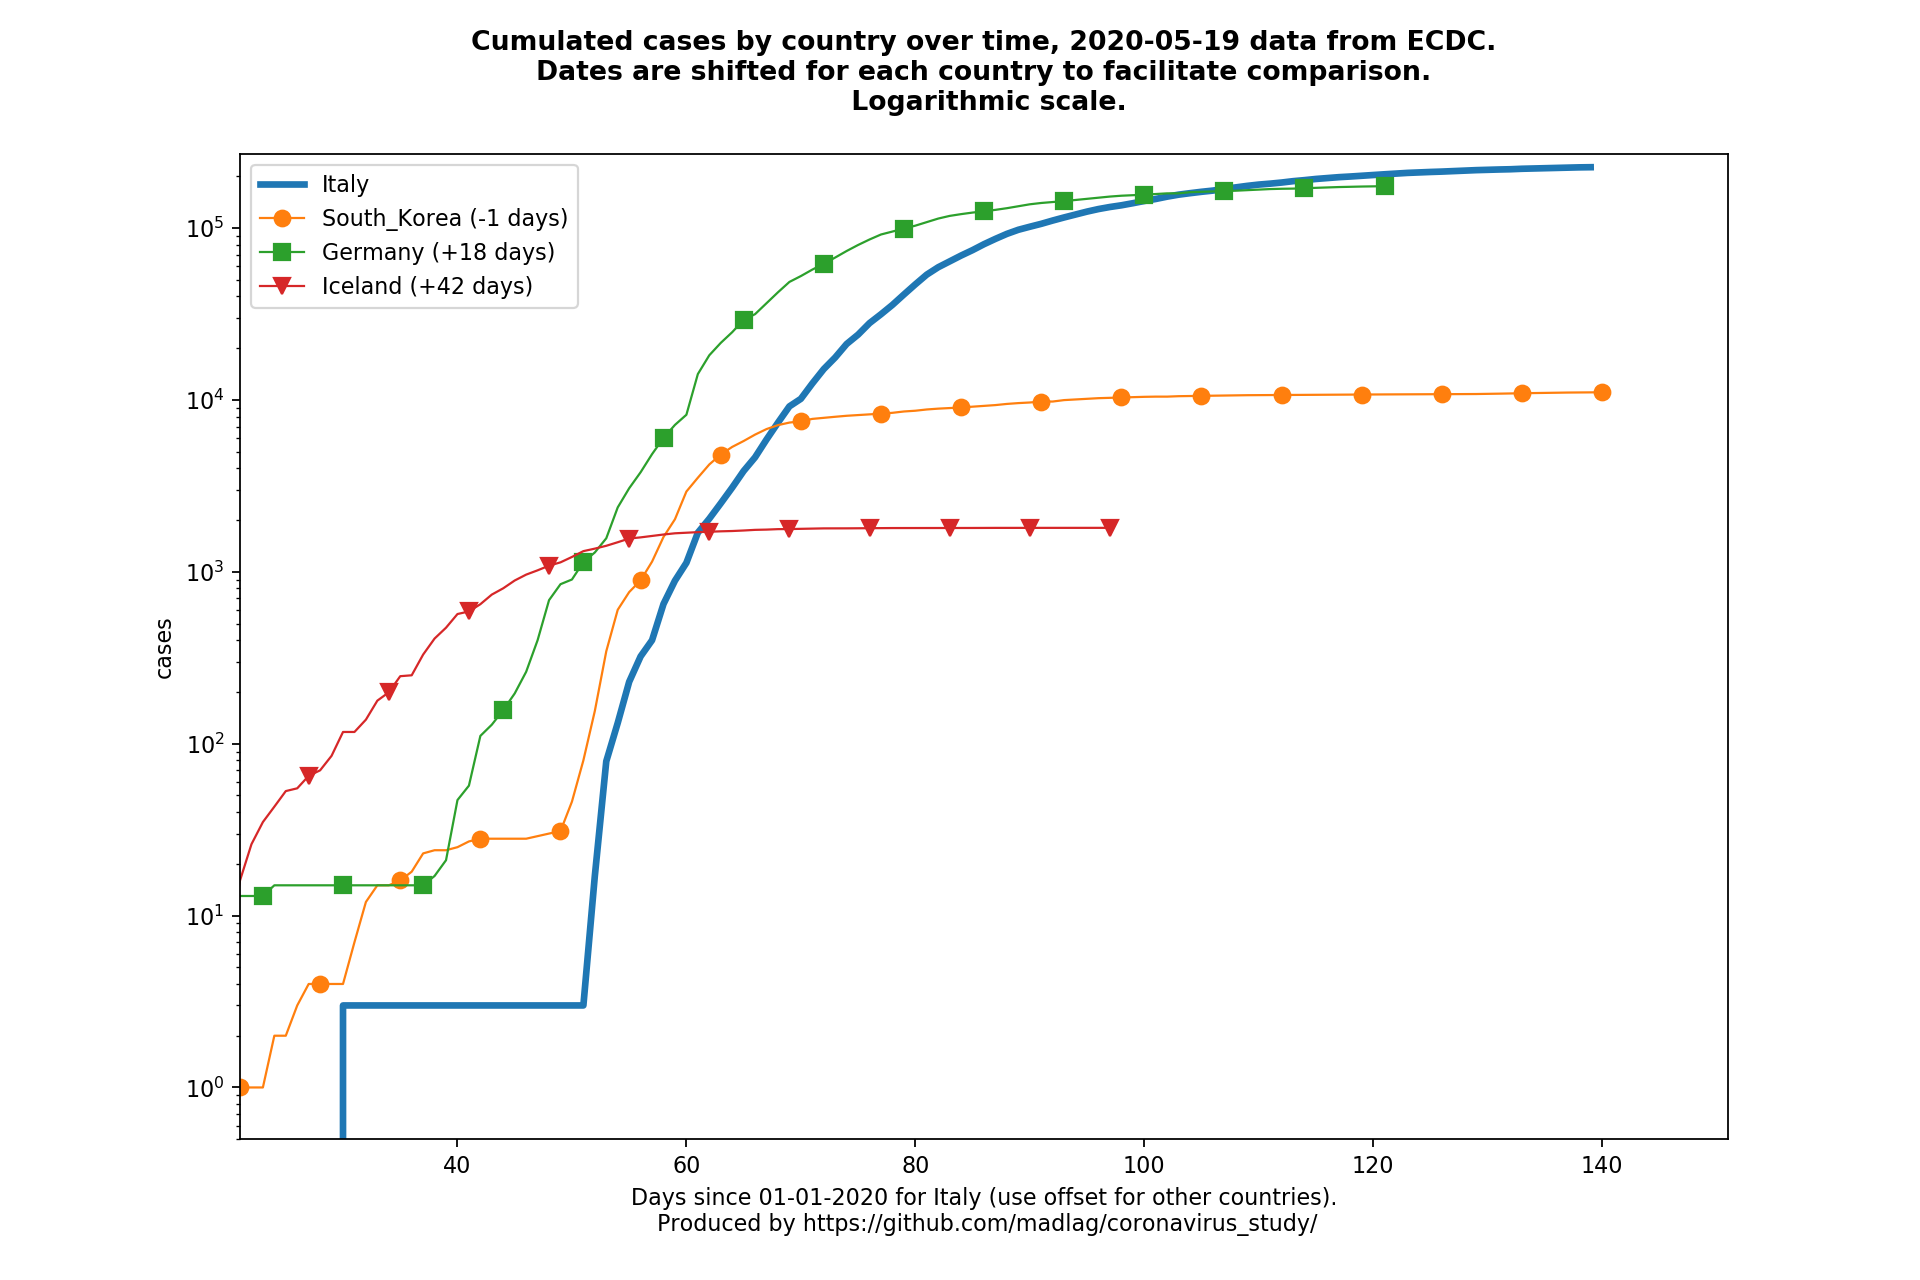 Cumulated cases by country over time, 2020-05-19 data from ECDC.
Dates are shifted for each country to facilitate comparison.
Logarithmic scale.
Italy
South_Korea (-1 days)
Germany (+18 days)
Iceland (+42 days)
10⁵
10⁴
10³
10²
10¹
10⁰
cases
40 60 80 100 120 140
Days since 01-01-2020 for Italy (use offset for other countries).
Produced by https://github.com/madlag/coronavirus_study/